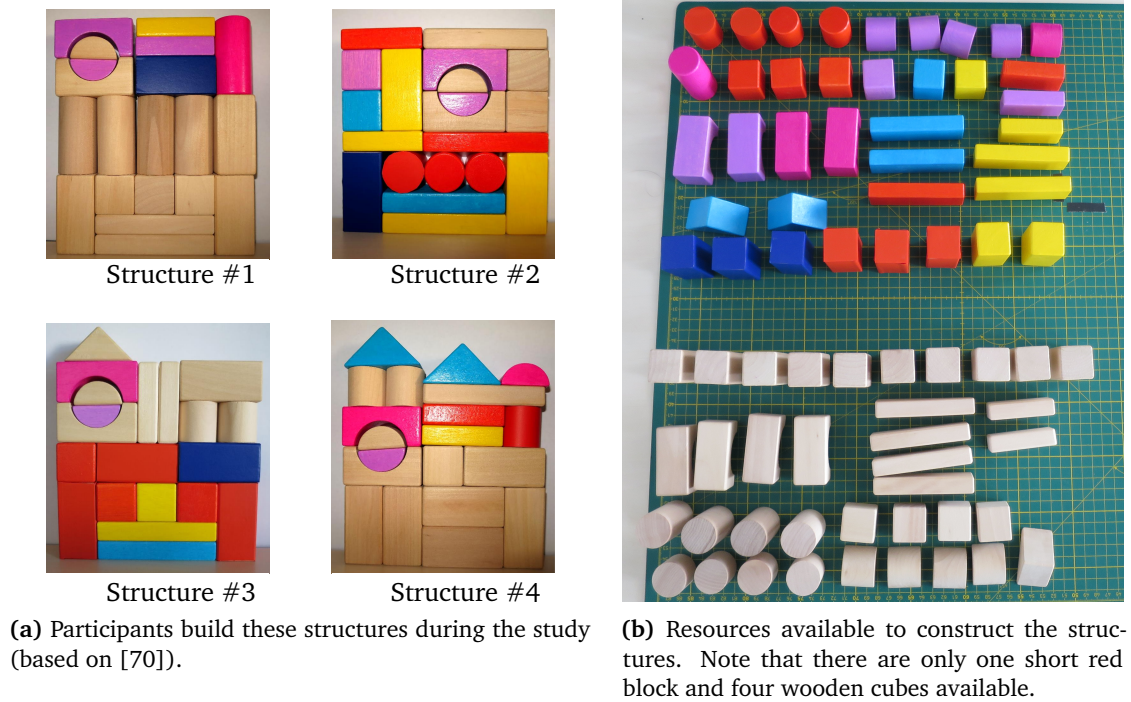 Structure #1
Structure #2
Structure #3
Structure #4
(a) Participants build these structures during the study
(based on [70]).
(b) Resources available to construct the struc-
tures. Note that there are only one short red
block and four wooden cubes available.